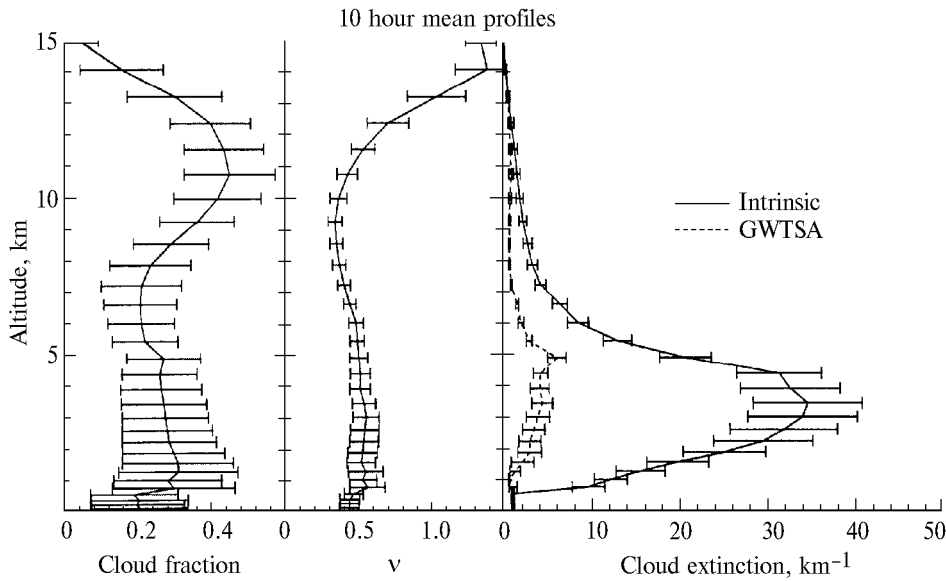 10 hour mean profiles
15
10
5
Altitude, km
Intrinsic
GWTSA
0 0.2 0.4 0 0.5 1.0 0 10 20 30 40 50
Cloud fraction ν Cloud extinction, km⁻¹